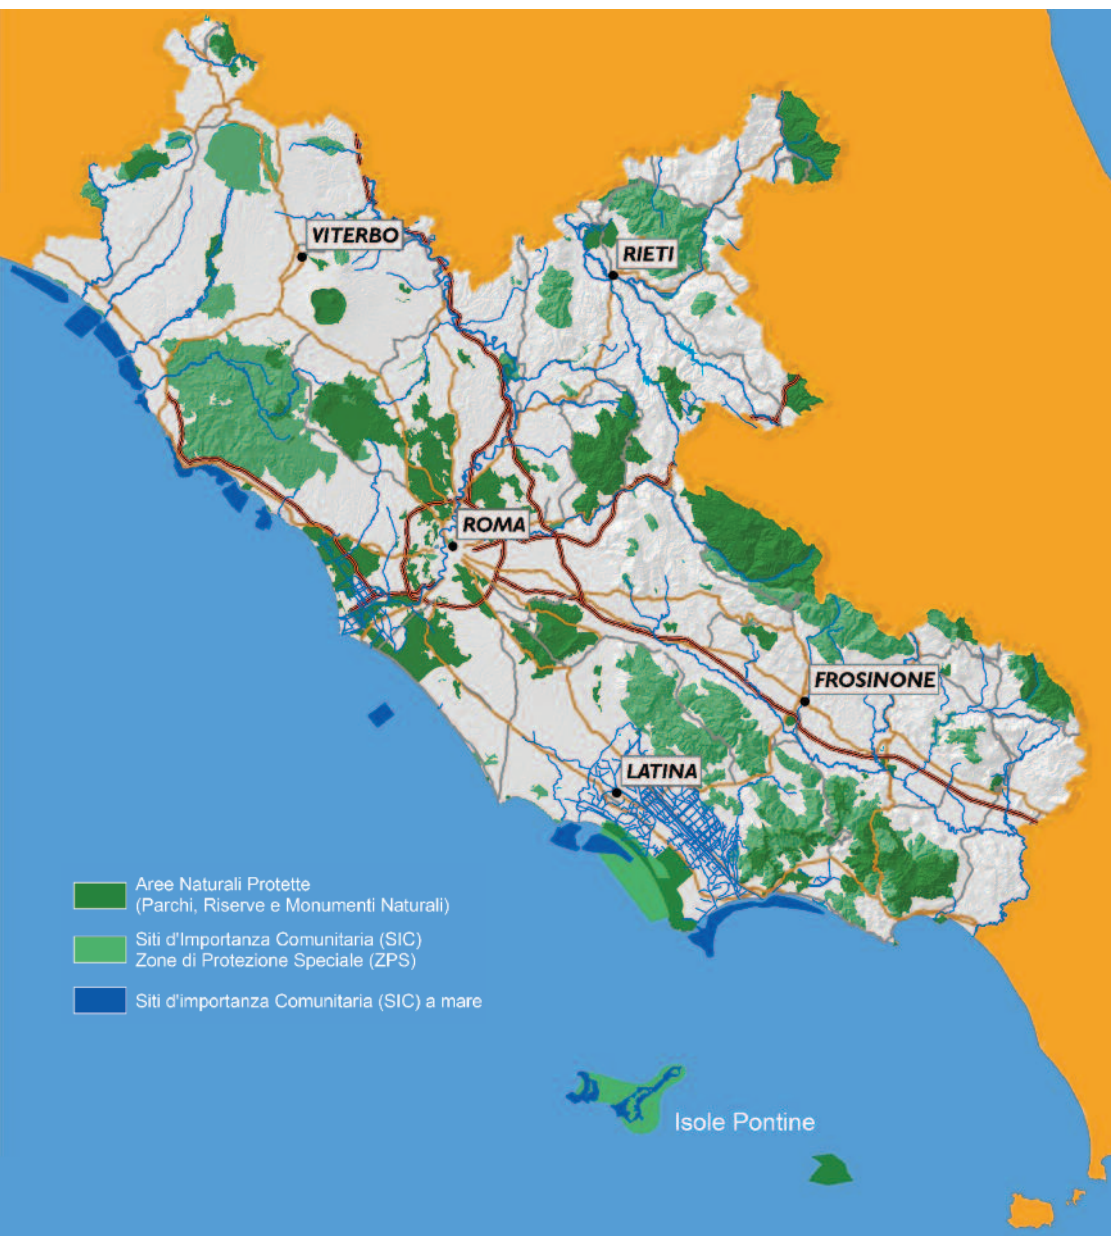 VITERBO
RIETI
ROMA
FROSINONE
LATINA
Aree Naturali Protette
(Parchi, Riserve e Monumenti Naturali)
Siti d'Importanza Comunitaria (SIC)
Zone di Protezione Speciale (ZPS)
Siti d'importanza Comunitaria (SIC) a mare
Isole Pontine